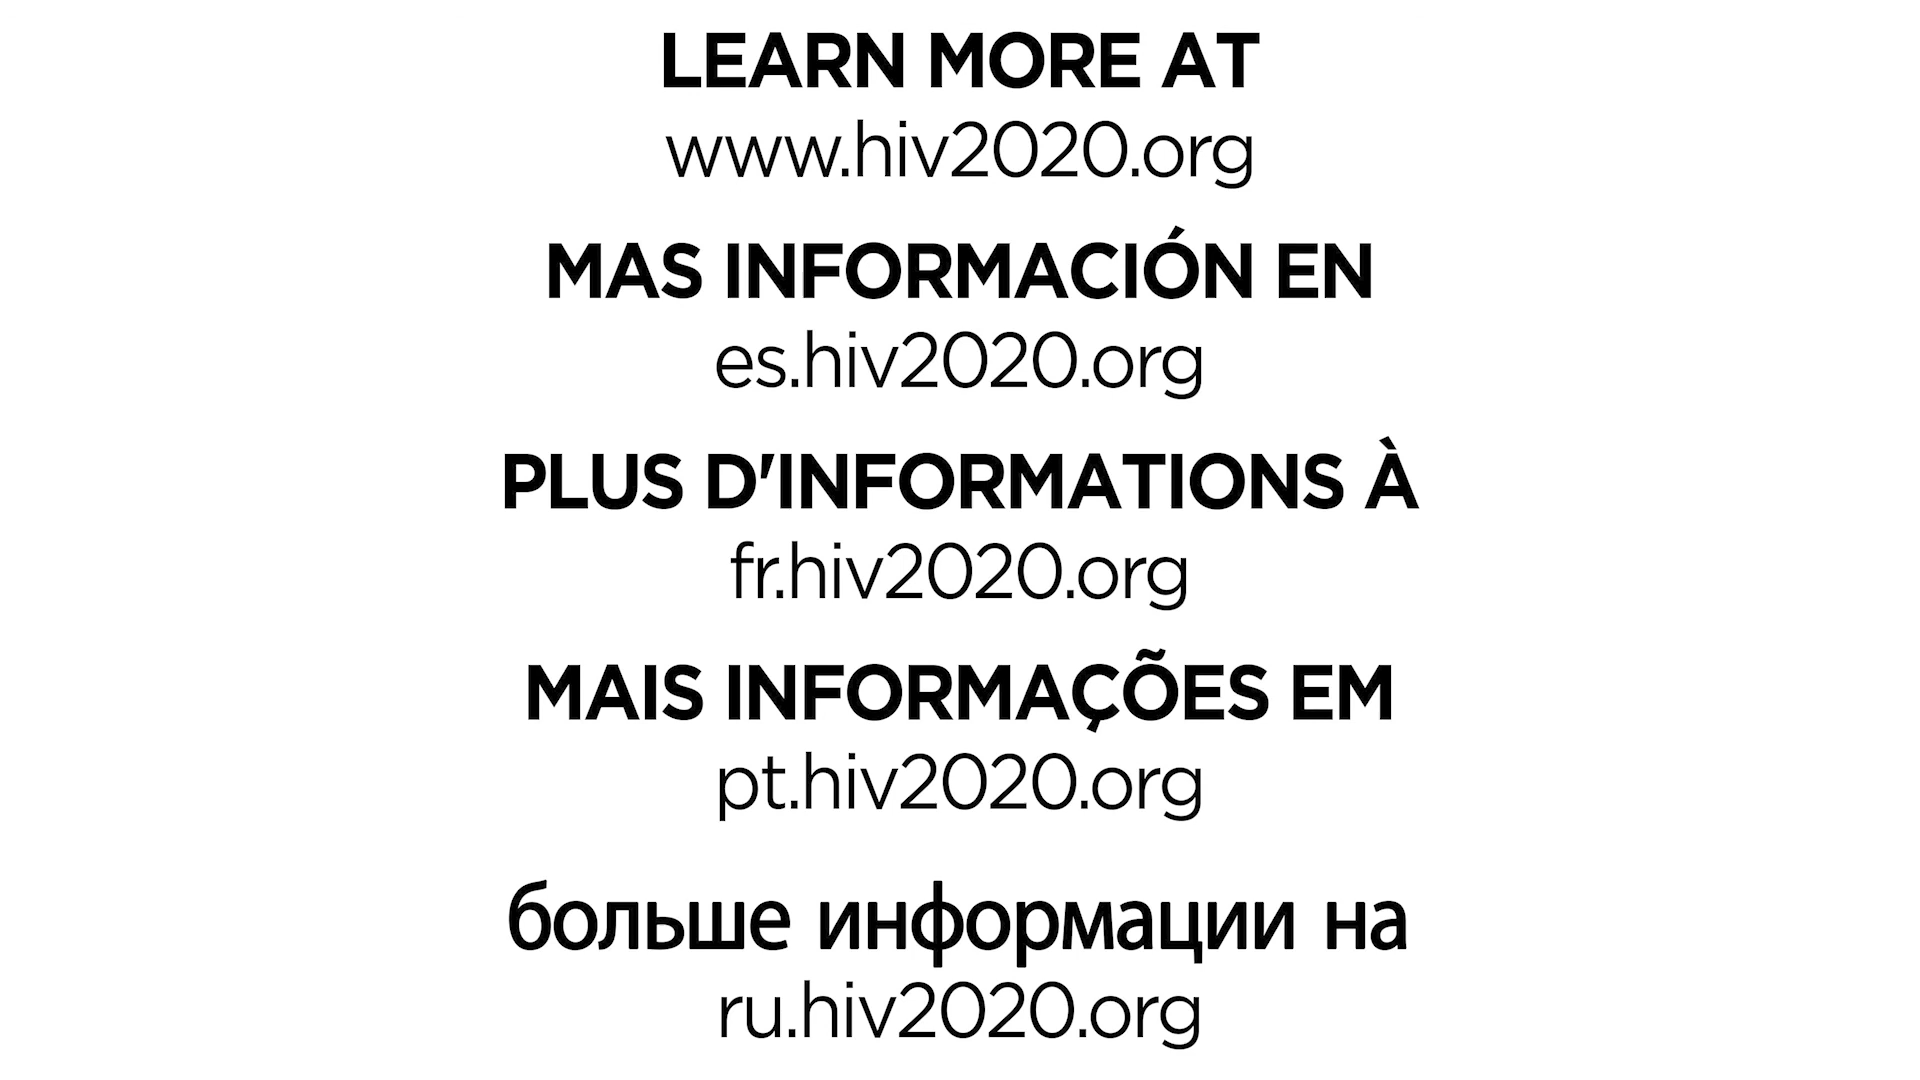 LEARN MORE AT
www.hiv2020.org
MAS INFORMACIÓN EN
es.hiv2020.org
PLUS D'INFORMATIONS À
fr.hiv2020.org
MAIS INFORMAÇÕES EM
pt.hiv2020.org
больше информации на
ru.hiv2020.org